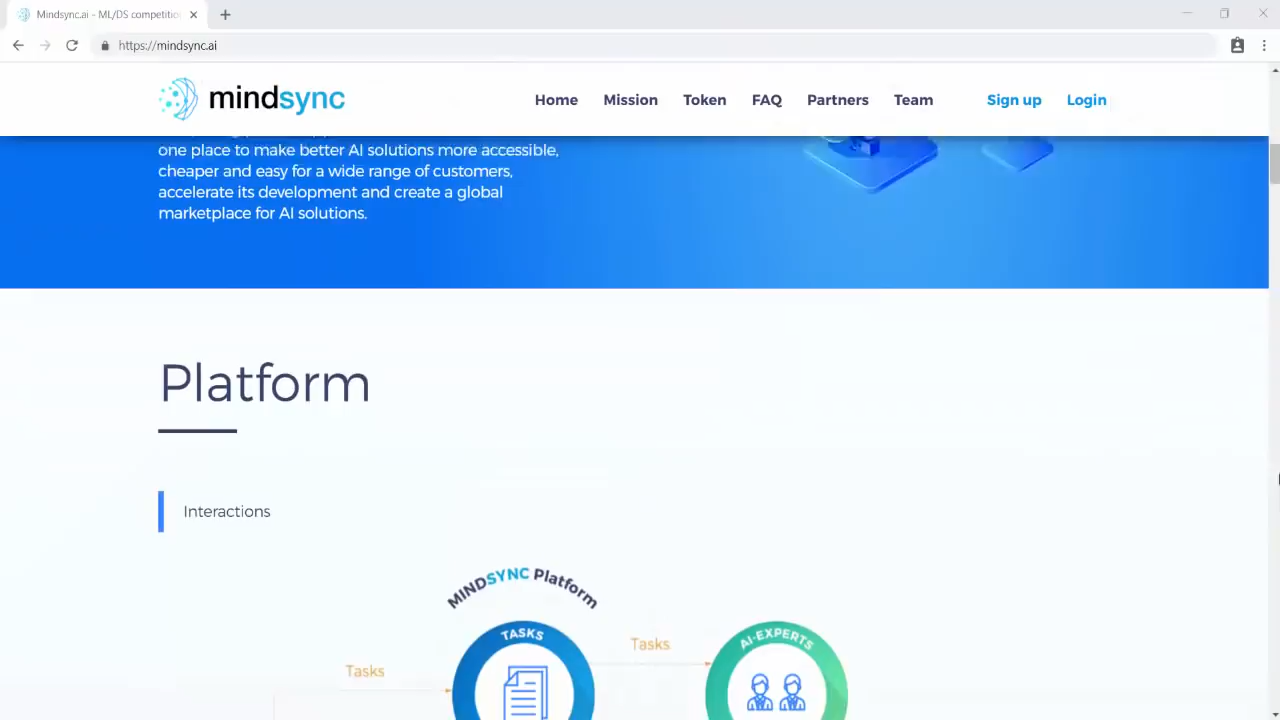 Mindsync.ai - ML/DS competitio
https://mindsync.ai
mindsync
Home Mission Token FAQ Partners Team Sign up Login
one place to make better AI solutions more accessible,
cheaper and easy for a wide range of customers,
accelerate its development and create a global
marketplace for AI solutions.
Platform
Interactions
MINDSYNC Platform
TASKS
AI-EXPERTS
Tasks
Tasks